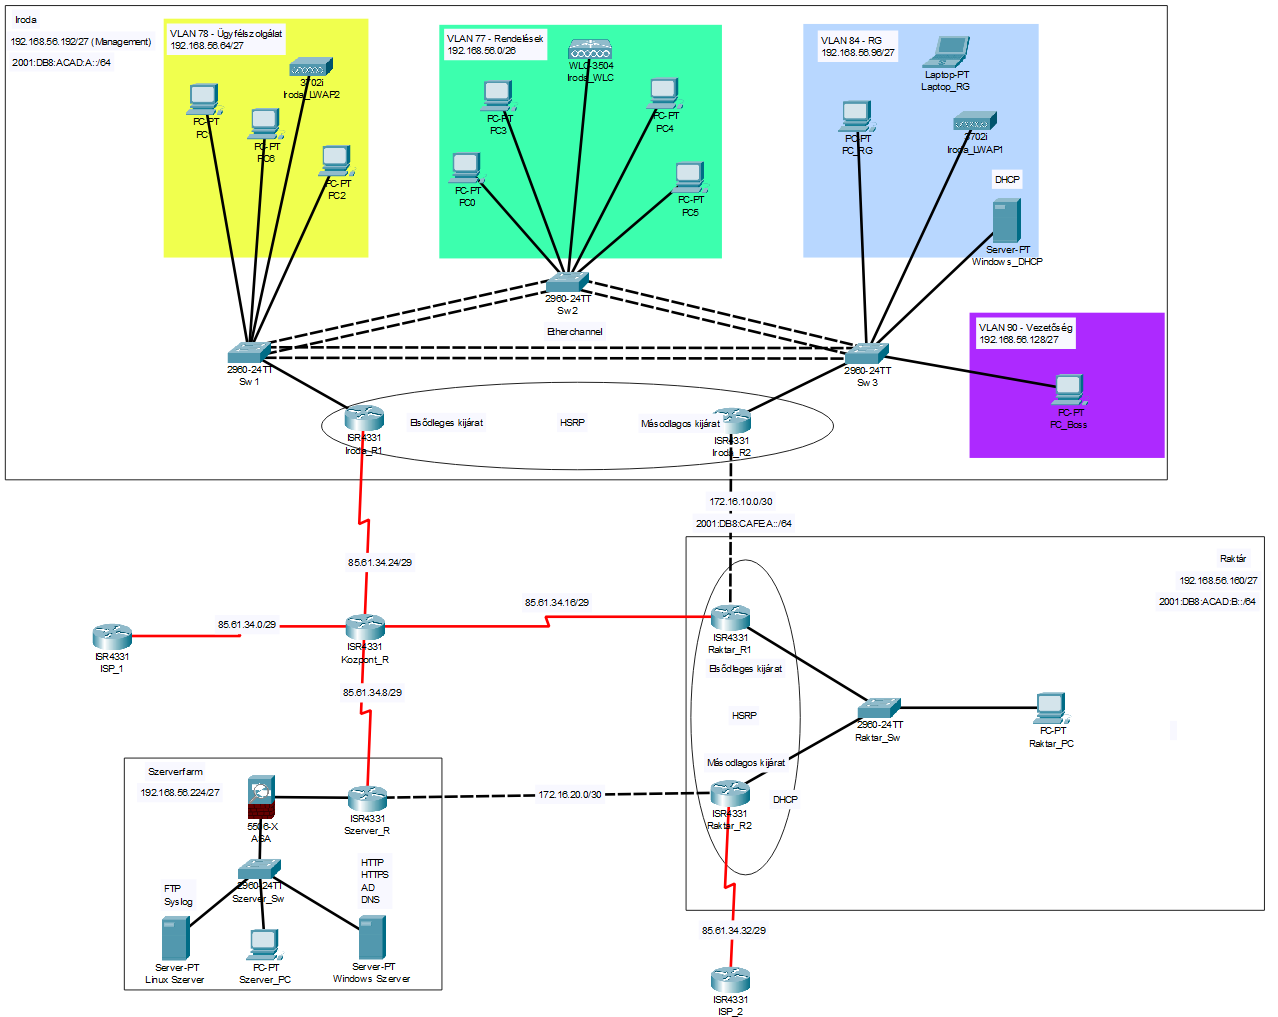 Iroda
192.168.56.192/27 (Management)
2001:DB8:ACAD:A::/64
VLAN 78 - Ügyfélszolgálat
192.168.56.64/27
3702i
Iroda_LWAP2
PC-PT
PC
PC-PT
PC6
PC-PT
PC2
VLAN 77 - Rendelések
192.168.56.0/26
WLC-3504
Iroda_WLC
PC-PT
PC3
PC-PT
PC4
PC-PT
PC0
PC-PT
PC5
VLAN 84 - RG
192.168.56.96/27
Laptop-PT
Laptop_RG
PC-PT
PC_RG
3702i
Iroda_LWAP1
DHCP
Server-PT
Windows_DHCP
2960-24TT
Sw2
Etherchannel
2960-24TT
Sw1
2960-24TT
Sw3
VLAN 90 - Vezetőség
192.168.56.128/27
PC-PT
PC_Boss
Elsődleges kijárat
HSRP
Másodlagos kijárat
ISR4331
Iroda_R1
ISR4331
Iroda_R2
172.16.10.0/30
2001:DB8:CAFE:A::/64
85.61.34.24/29
Raktár
192.168.56.160/27
2001:DB8:ACAD:B::/64
85.61.34.0/29
85.61.34.16/29
ISR4331
ISP_1
ISR4331
Kozpont_R
ISR4331
Raktar_R1
Elsődleges kijárat
85.61.34.8/29
HSRP
2960-24TT
Raktar_Sw
PC-PT
Raktar_PC
Másodlagos kijárat
Szerverfarm
192.168.56.224/27
172.16.20.0/30
DHCP
5506-X
ASA
ISR4331
Szerver_R
ISR4331
Raktar_R2
2960-24TT
Szerver_Sw
HTTP
HTTPS
AD
DNS
FTP
Syslog
85.61.34.32/29
Server-PT
Linux Szerver
PC-PT
Szerver_PC
Server-PT
Windows Szerver
ISR4331
ISP_2